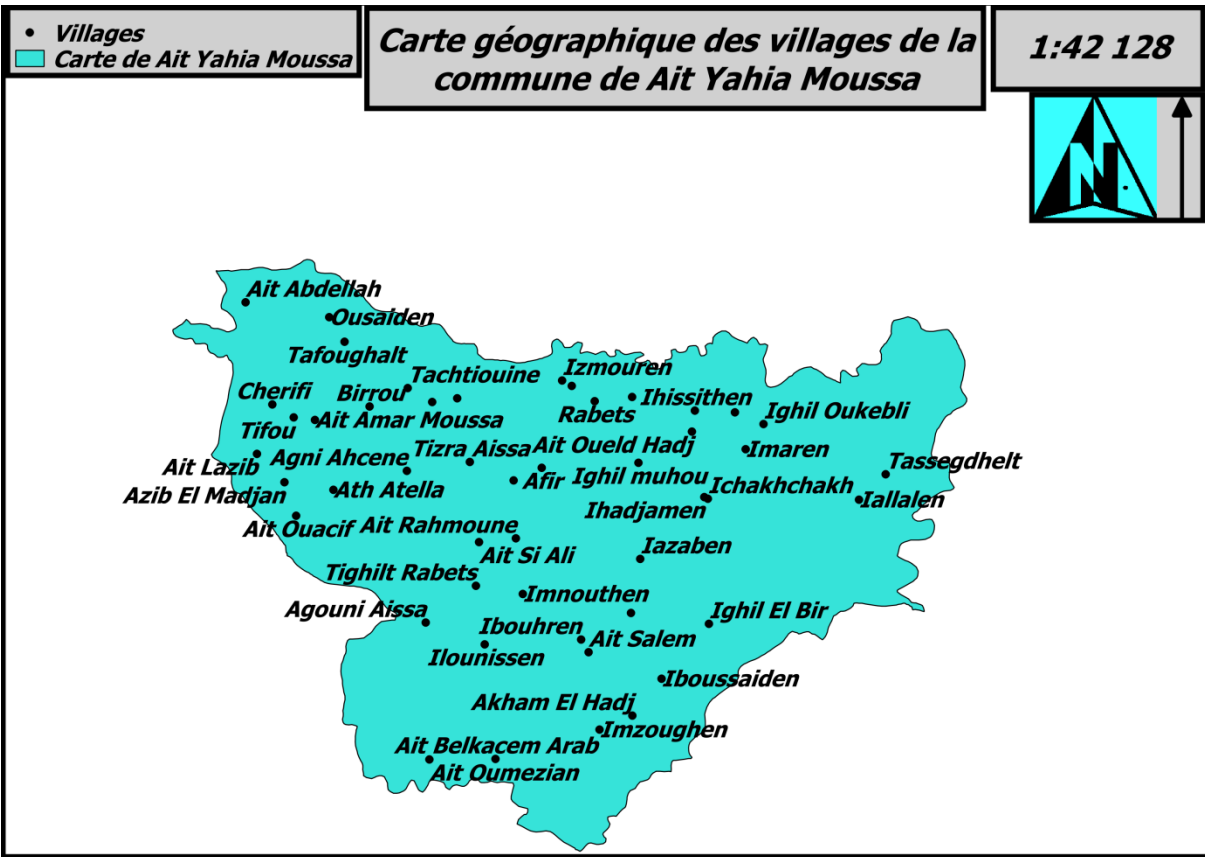 Villages
Carte de Ait Yahia Moussa
Carte géographique des villages de la
commune de Ait Yahia Moussa
1:42 128
N
Ait Abdellah
Ousaiden
Tafoughalt
Izmouren
Tachtiouine
Cherifi
Birrou
Ihissithen
Rabets
Ighil Oukebli
Ait Amar Moussa
Tifou
Tizra Aissa
Ait Oueld Hadj
Imaren
Agni Ahcene
Ait Lazib
Tassegdhelt
Ighil muhou
Afir
Ichakhchakh
Ath Atella
Azib El Madjan
Iallalen
Ihadjamen
Ait Rahmoune
Ait Ouacif
Iazaben
Ait Si Ali
Tighilt Rabets
Imnouthen
Agouni Aissa
Ighil El Bir
Ibouhren
Ait Salem
Ilounissen
Iboussaiden
Akham El Hadj
Imzoughen
Ait Belkacem Arab
Ait Oumezian